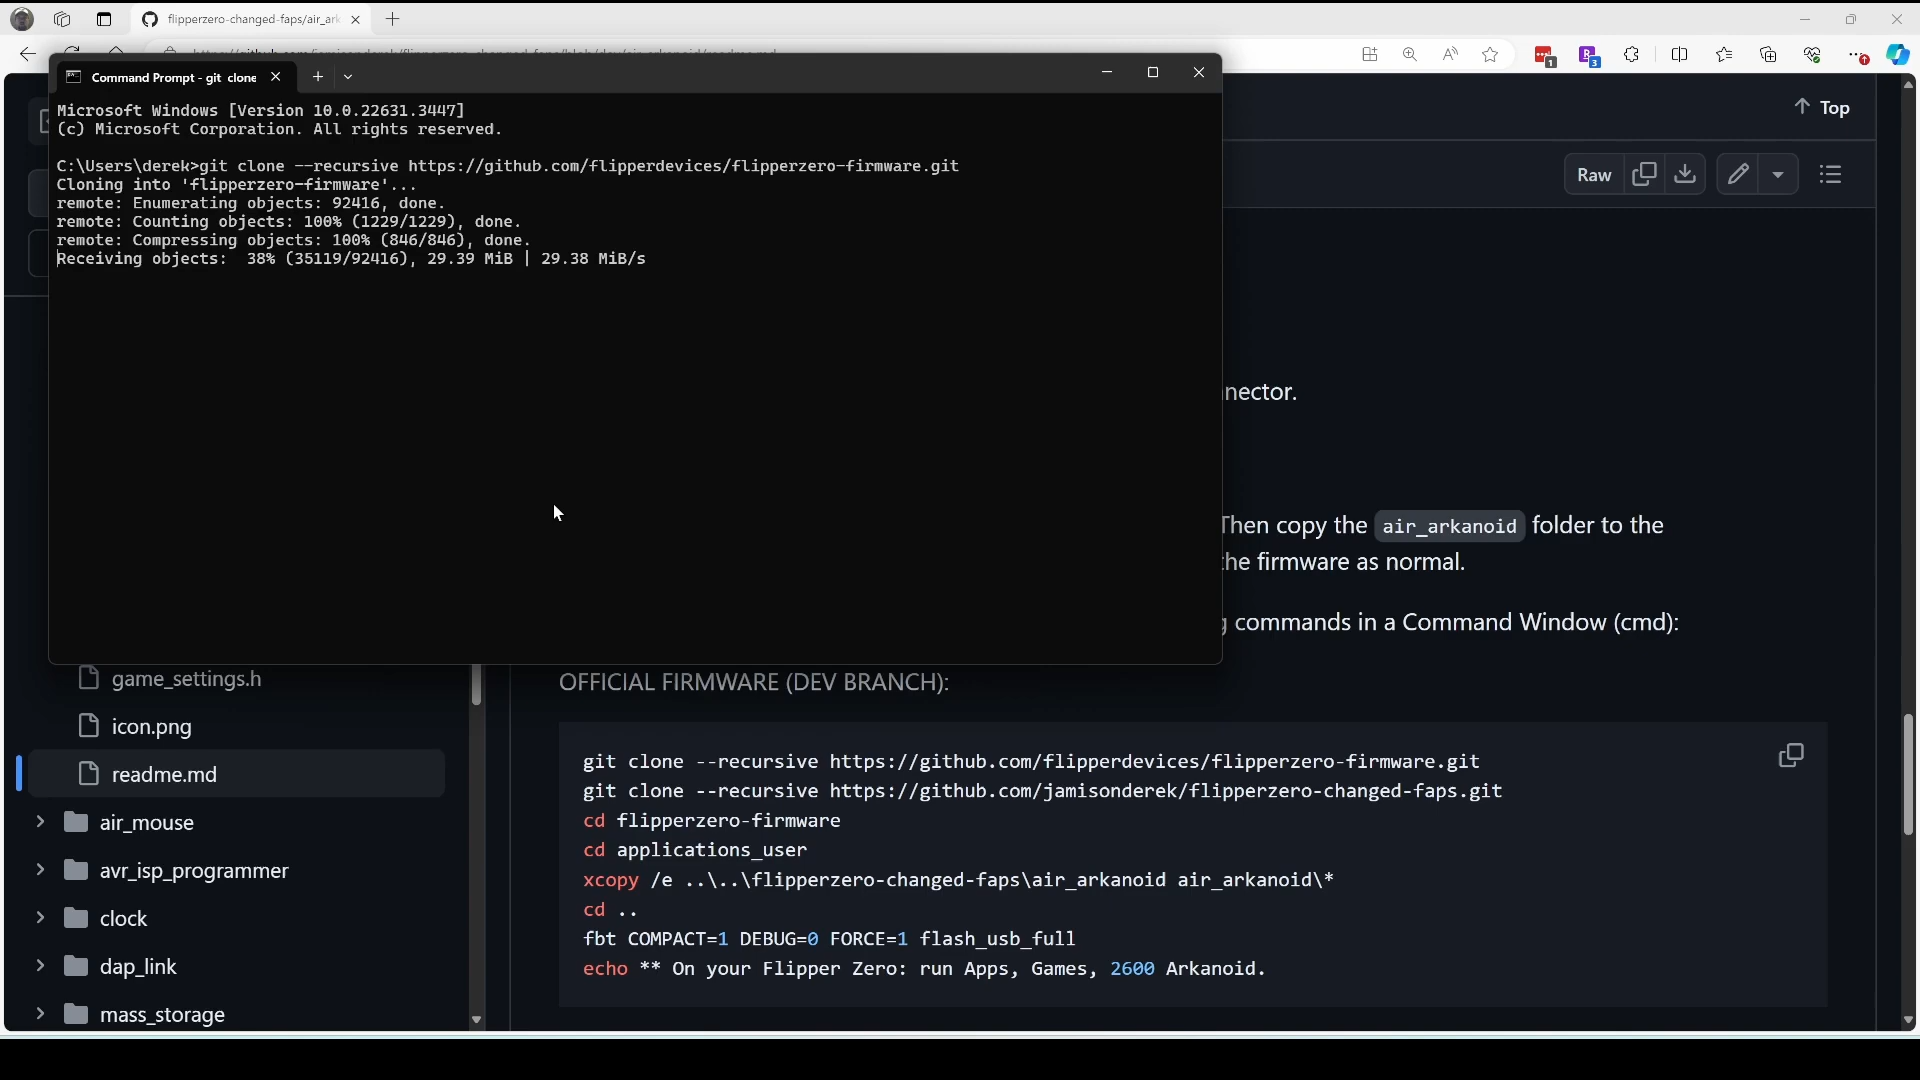 flipperzero-changed-faps/air_ark
Command Prompt - git clone
Microsoft Windows [Version 10.0.22631.3447]
(c) Microsoft Corporation. All rights reserved.
C:\Users\derek>git clone --recursive https://github.com/flipperdevices/flipperzero-firmware.git
Cloning into 'flipperzero-firmware'...
remote: Enumerating objects: 92416, done.
remote: Counting objects: 100% (1229/1229), done.
remote: Compressing objects: 100% (846/846), done.
Receiving objects:  38% (35119/92416), 29.39 MiB | 29.38 MiB/s
1
3
Top
Raw
nector.
Then copy the air_arkanoid folder to the
the firmware as normal.
g commands in a Command Window (cmd):
OFFICIAL FIRMWARE (DEV BRANCH):
git clone --recursive https://github.com/flipperdevices/flipperzero-firmware.git
git clone --recursive https://github.com/jamisonderek/flipperzero-changed-faps.git
cd flipperzero-firmware
cd applications_user
xcopy /e ..\..\flipperzero-changed-faps\air_arkanoid air_arkanoid\*
cd ..
fbt COMPACT=1 DEBUG=0 FORCE=1 flash_usb_full
echo ** On your Flipper Zero: run Apps, Games, 2600 Arkanoid.
game_settings.h
icon.png
readme.md
air_mouse
avr_isp_programmer
clock
dap_link
mass_storage